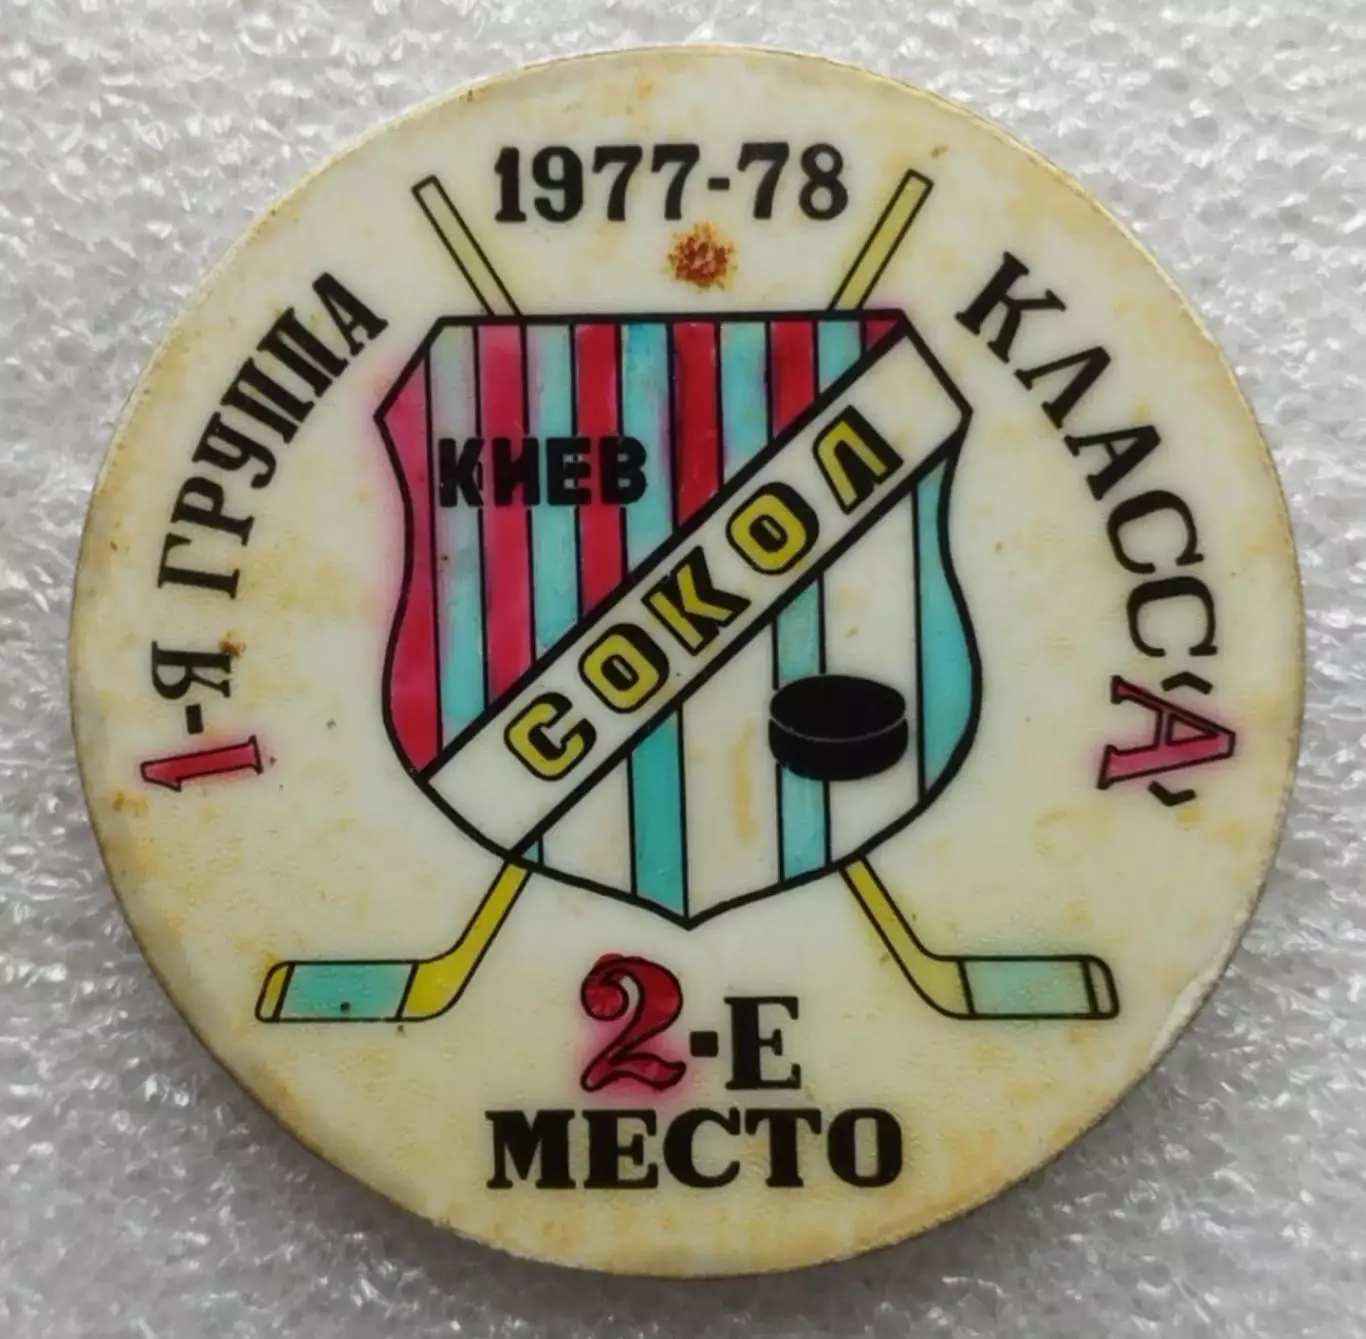 1977-78
1-Я ГРУППА
КЛАСС "А"
КИЕВ
СОКОЛ
2-Е
МЕСТО